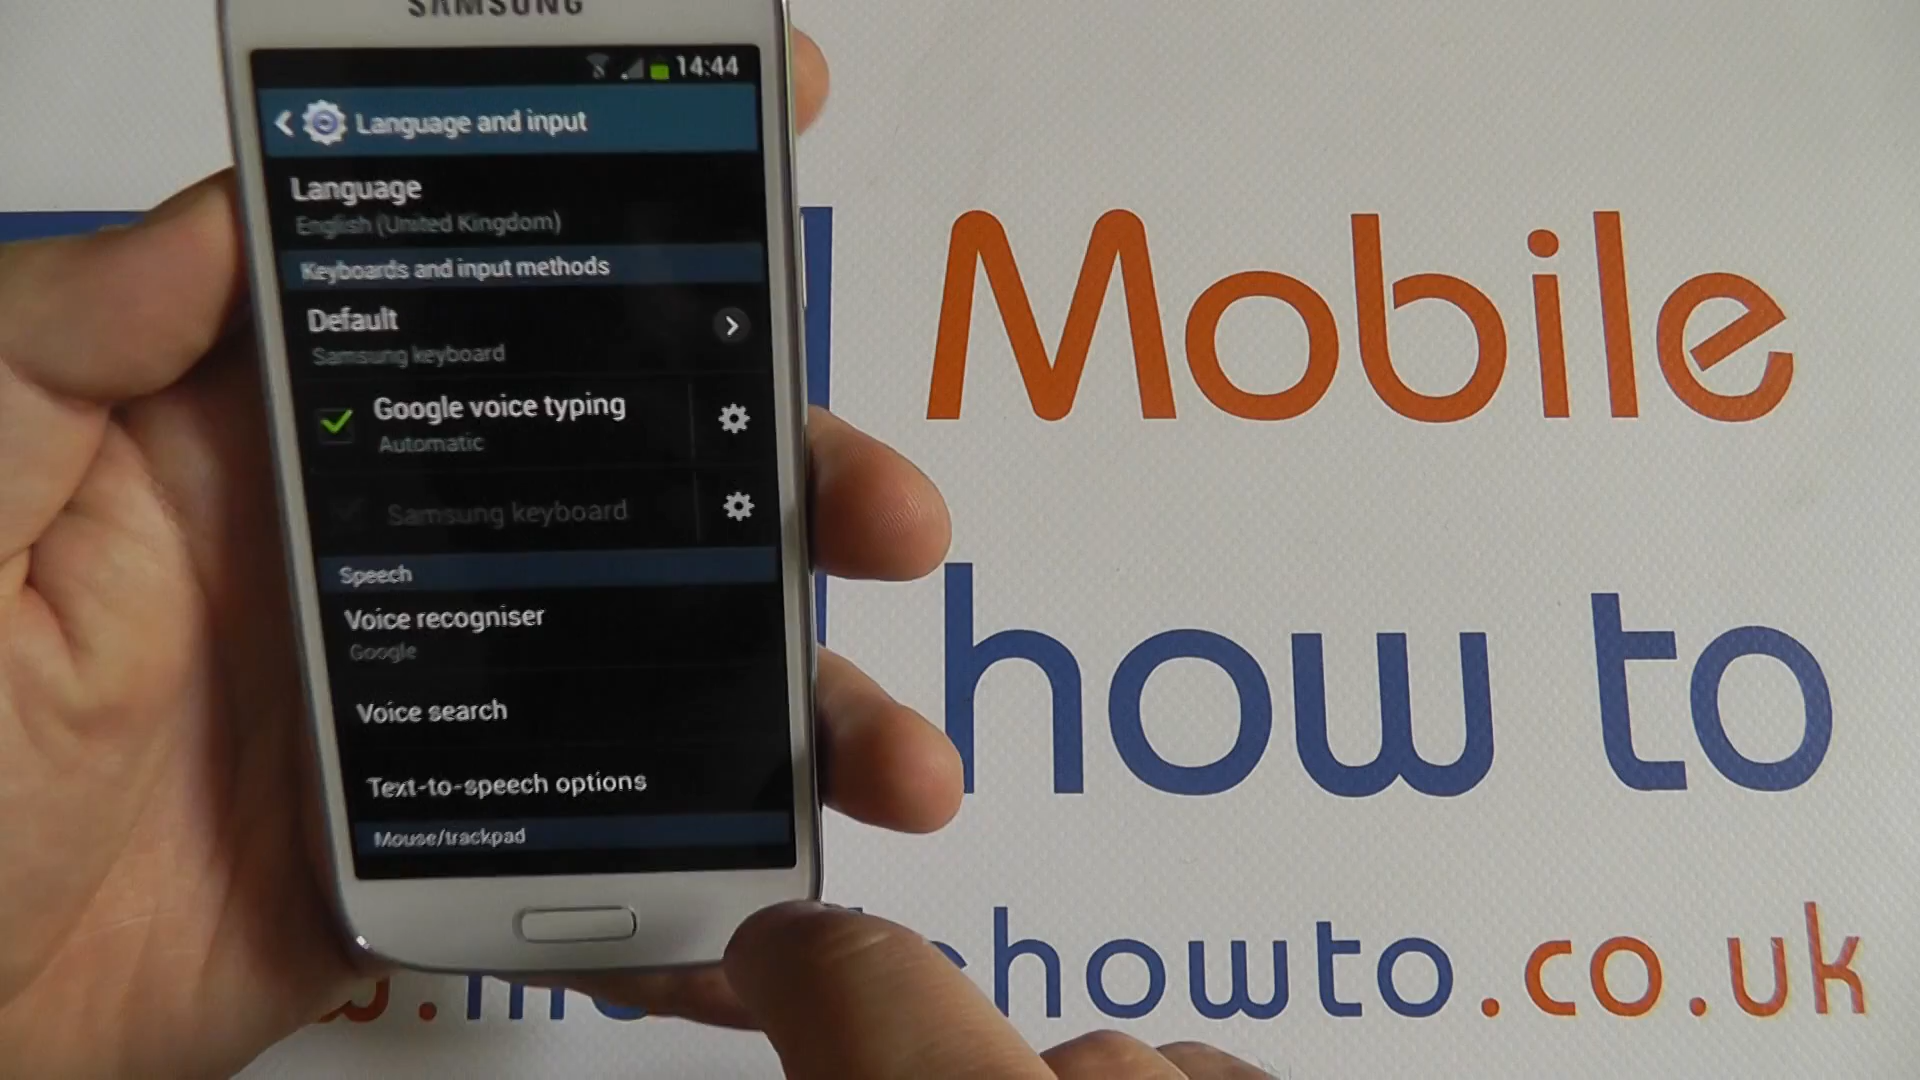 SAMSUNG
14:44
Language and input
Language
English (United Kingdom)
Keyboards and input methods
Default
Samsung keyboard
Google voice typing
Automatic
Samsung keyboard
Speech
Voice recogniser
Google
Voice search
Text-to-speech options
Mouse/trackpad
Mobile
how to
howto.co.uk